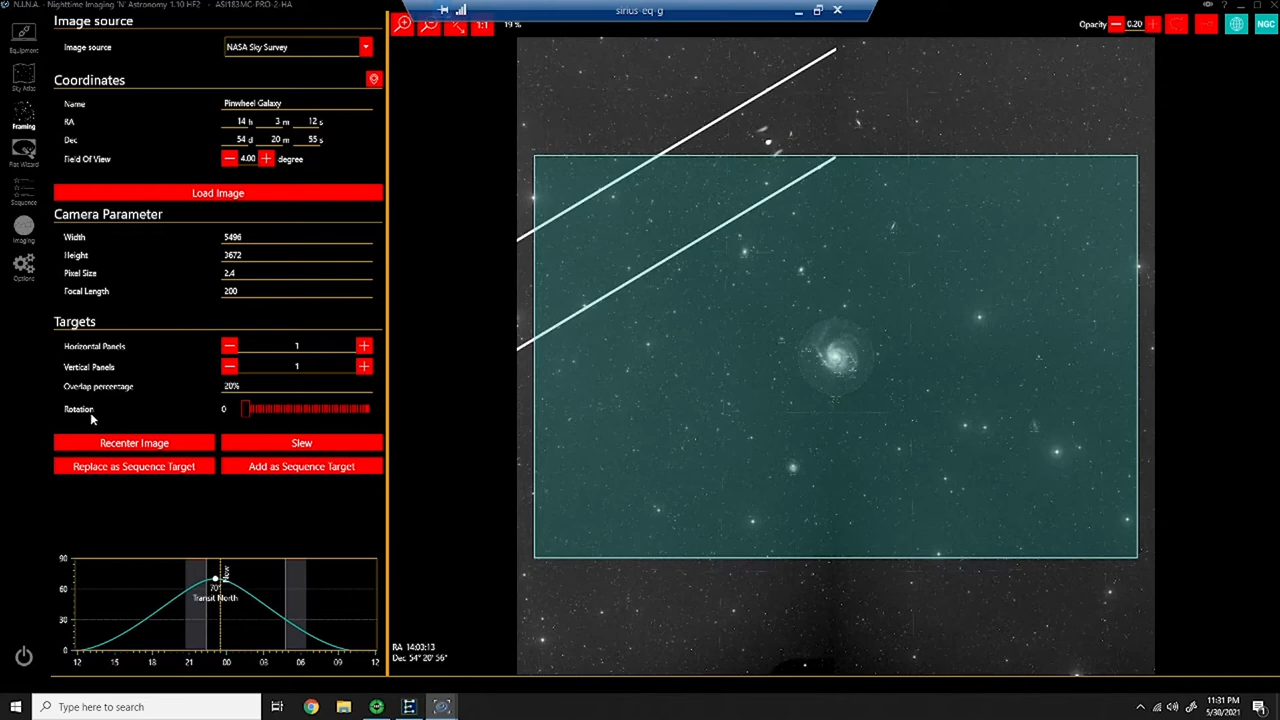 N.I.N.A. - Nighttime Imaging 'N' Astronomy 1.10 HF2 - ASI183MC-PRO-2-HA
sirius-eq-g
Image source
Image source NASA Sky Survey
19 %
1:1
Opacity 0.20
NGC
Equipment
Sky Atlas
Framing
Flat Wizard
Sequence
Imaging
Options
Coordinates
Name Pinwheel Galaxy
RA 14 h 3 m 12 s
Dec 54 d 20 m 55 s
Field Of View 4.00 degree
Load Image
Camera Parameter
Width 5496
Height 3672
Pixel Size 2.4
Focal Length 200
Targets
Horizontal Panels 1
Vertical Panels 1
Overlap percentage 20%
Rotation 0
Recenter Image Slew
Replace as Sequence Target Add as Sequence Target
90
60
30
0
Now
70°
Transit North
12 15 18 21 00 03 06 09 12
RA 14:03:13
Dec 54° 20' 56"
Type here to search
11:31 PM
5/30/2021